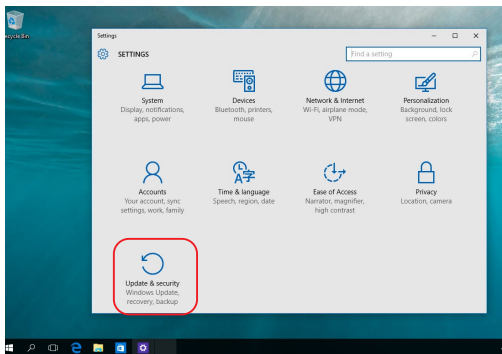 Recycle Bin
Settings
SETTINGS
Find a setting
System
Display, notifications,
apps, power
Devices
Bluetooth, printers,
mouse
Network & Internet
Wi-Fi, airplane mode,
VPN
Personalization
Background, lock
screen, colors
Accounts
Your account, sync
settings, work, family
Time & language
Speech, region, date
Ease of Access
Narrator, magnifier,
high contrast
Privacy
Location, camera
Update & security
Windows Update,
recovery, backup